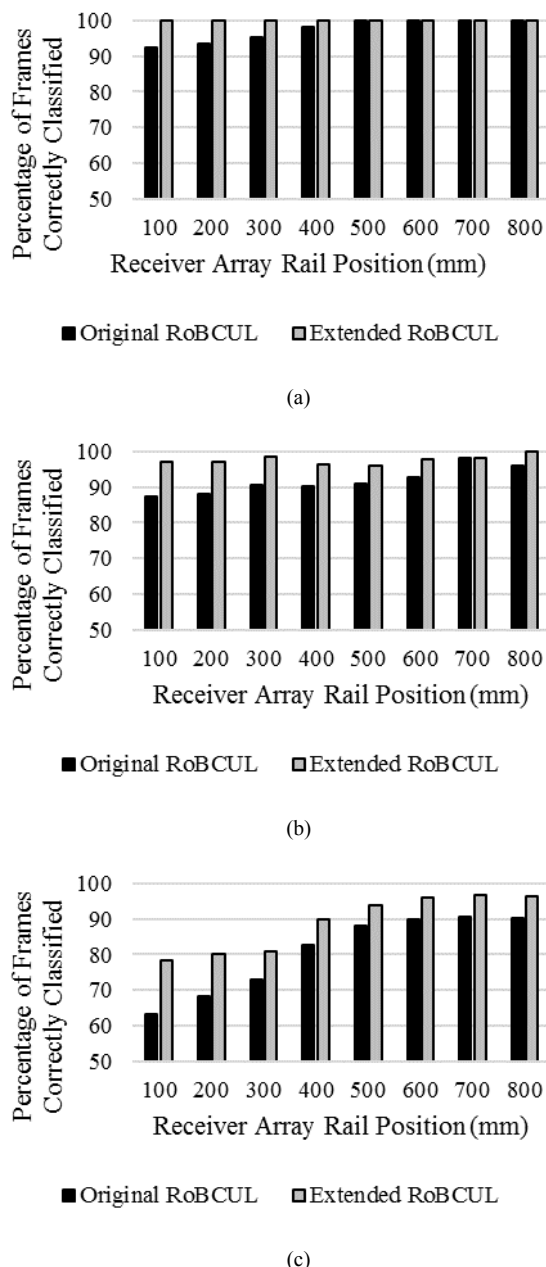 100
90
80
70
60
50
Percentage of Frames
Correctly Classified
100 200 300 400 500 600 700 800
Receiver Array Rail Position (mm)
Original RoBCUL Extended RoBCUL
(a)
100
90
80
70
60
50
Percentage of Frames
Correctly Classified
100 200 300 400 500 600 700 800
Receiver Array Rail Position (mm)
Original RoBCUL Extended RoBCUL
(b)
100
90
80
70
60
50
Percentage of Frames
Correctly Classified
100 200 300 400 500 600 700 800
Receiver Array Rail Position (mm)
Original RoBCUL Extended RoBCUL
(c)